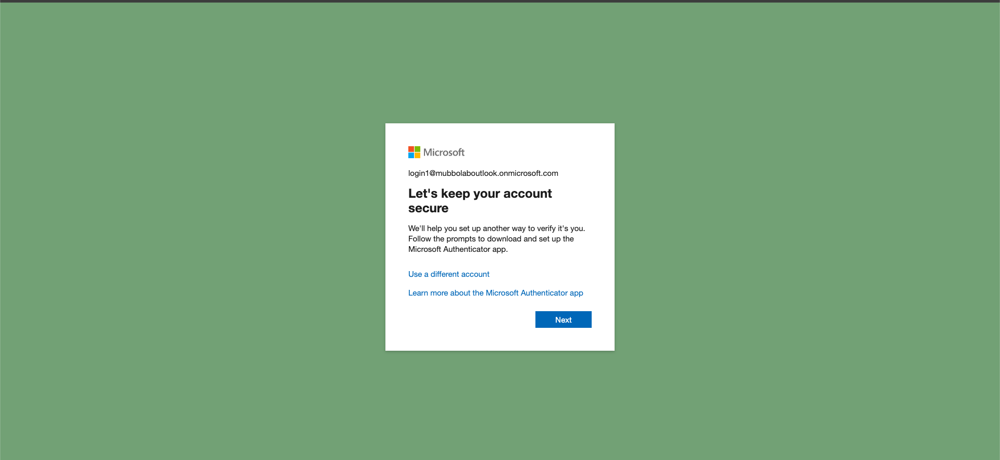 Microsoft
login1@mubbolaboutlook.onmicrosoft.com
Let's keep your account
secure
We'll help you set up another way to verify it's you.
Follow the prompts to download and set up the
Microsoft Authenticator app.
Use a different account
Learn more about the Microsoft Authenticator app
Next